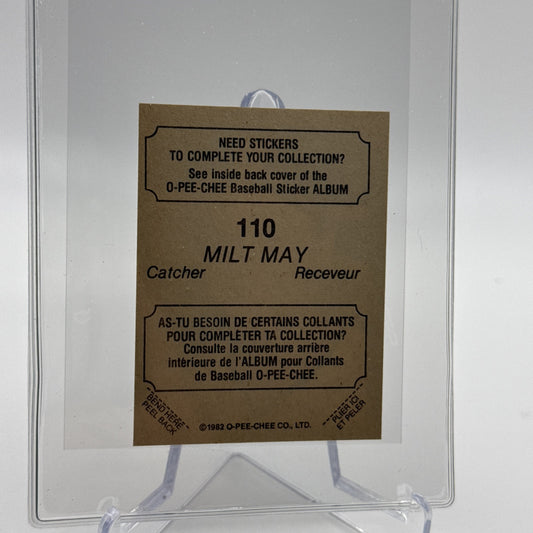 NEED STICKERS
TO COMPLETE YOUR COLLECTION?
See inside back cover of the
O-PEE-CHEE Baseball Sticker ALBUM
110
MILT MAY
Catcher Receveur
AS-TU BESOIN DE CERTAINS COLLANTS
POUR COMPLÈTER TA COLLECTION?
Consulte la couverture arrière
intérieure de l'ALBUM pour Collants
de Baseball O-PEE-CHEE.
BEND HERE
PEEL BACK
PLIER ICI
ET PELER
©1982 O-PEE-CHEE CO., LTD.